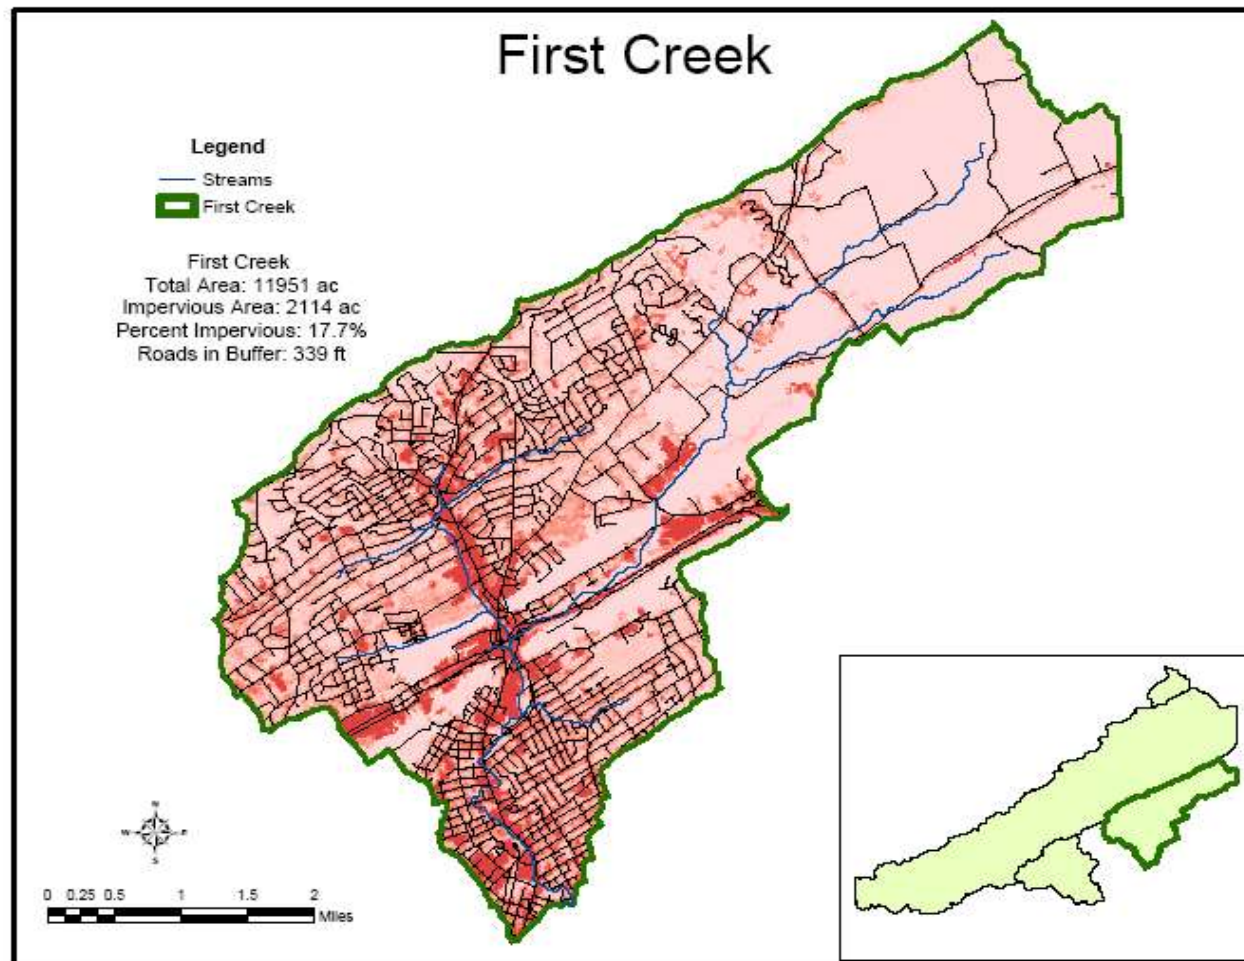 First Creek
Legend
Streams
First Creek
First Creek
Total Area: 11951 ac
Impervious Area: 2114 ac
Percent Impervious: 17.7%
Roads in Buffer: 339 ft
N
W E
S
0 0.25 0.5 1 1.5 2
Miles